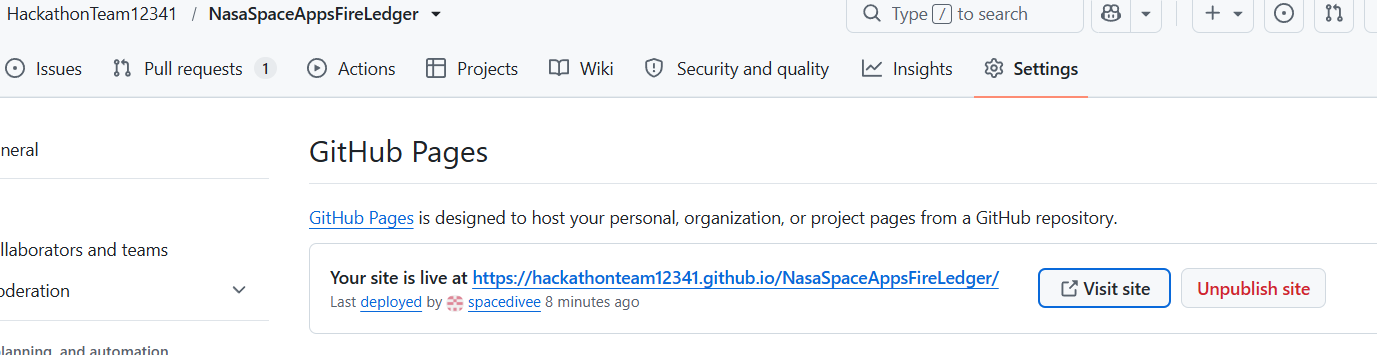 HackathonTeam12341 / NasaSpaceAppsFireLedger
Type / to search
Issues
Pull requests 1
Actions
Projects
Wiki
Security and quality
Insights
Settings
neral
GitHub Pages
GitHub Pages is designed to host your personal, organization, or project pages from a GitHub repository.
llaborators and teams
oderation
Your site is live at https://hackathonteam12341.github.io/NasaSpaceAppsFireLedger/
Last deployed by spacedivee 8 minutes ago
Visit site
Unpublish site
lanning, and automation